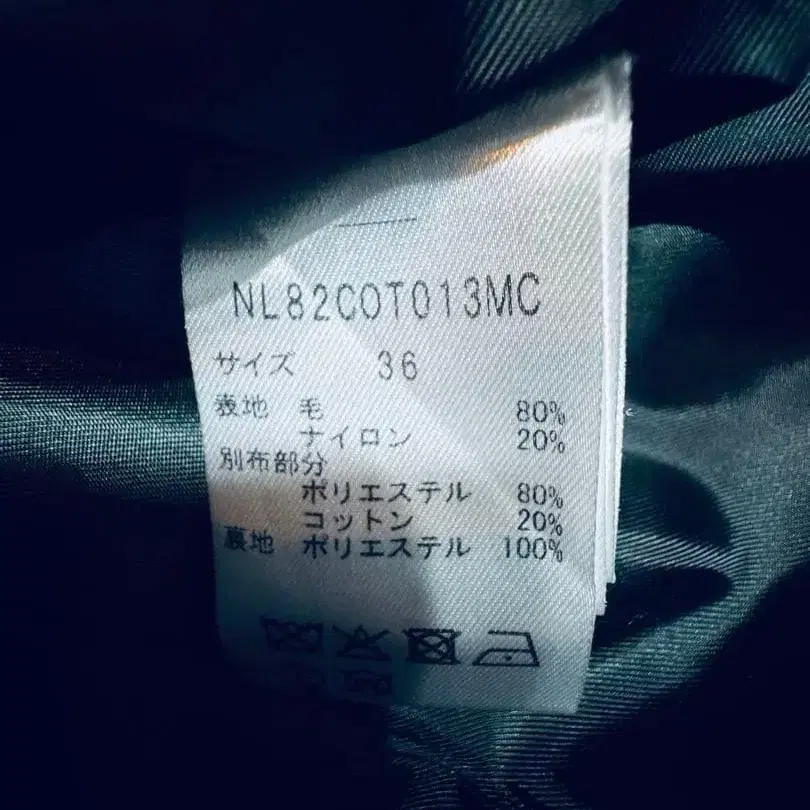 NL82COT013MC
サイズ 36
表地 毛 80%
ナイロン 20%
別布部分
ポリエステル 80%
コットン 20%
裏地 ポリエステル 100%